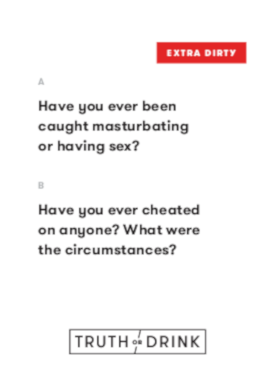 EXTRA DIRTY
A
Have you ever been
caught masturbating
or having sex?
B
Have you ever cheated
on anyone? What were
the circumstances?
TRUTH OR DRINK